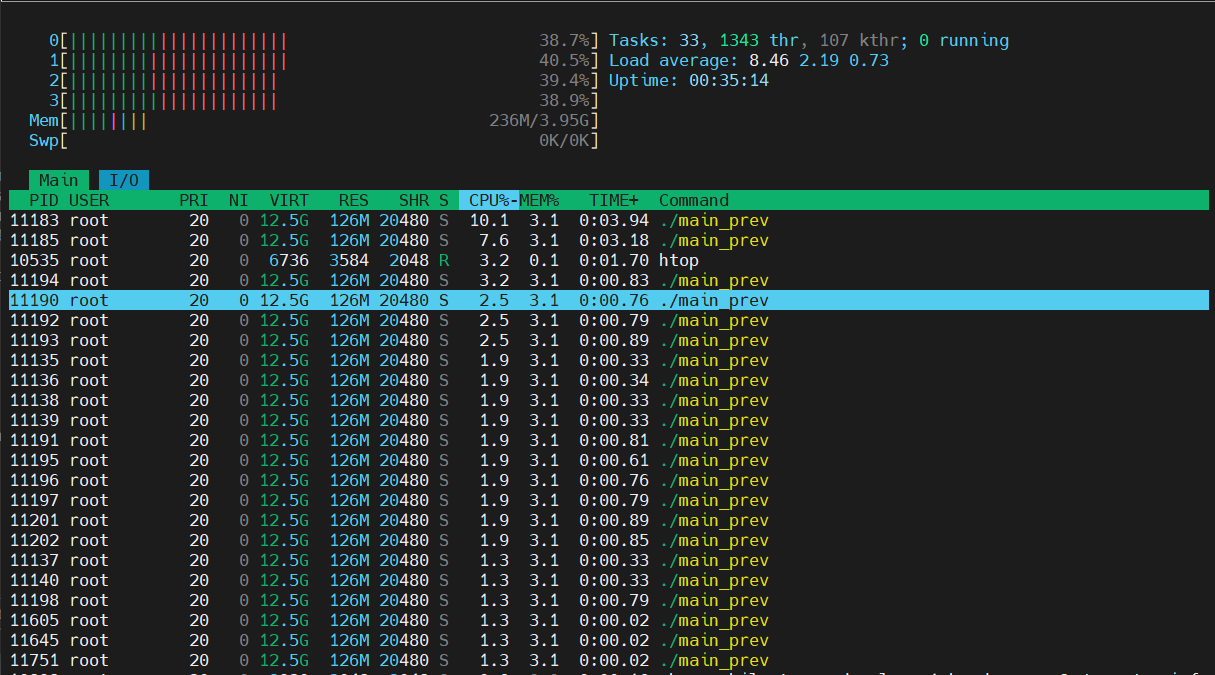 0[||||||||||||||||||||||  38.7%] Tasks: 33, 1343 thr, 107 kthr; 0 running
1[||||||||||||||||||||||  40.5%] Load average: 8.46 2.19 0.73
2[|||||||||||||||||||||  39.4%] Uptime: 00:35:14
3[|||||||||||||||||||||  38.9%]
Mem[||||||||  236M/3.95G]
Swp[  0K/0K]
Main I/O
PID USER PRI NI VIRT RES SHR S CPU%- MEM% TIME+ Command
11183 root 20 0 12.5G 126M 20480 S 10.1 3.1 0:03.94 ./main_prev
11185 root 20 0 12.5G 126M 20480 S 7.6 3.1 0:03.18 ./main_prev
10535 root 20 0 6736 3584 2048 R 3.2 0.1 0:01.70 htop
11194 root 20 0 12.5G 126M 20480 S 3.2 3.1 0:00.83 ./main_prev
11190 root 20 0 12.5G 126M 20480 S 2.5 3.1 0:00.76 ./main_prev
11192 root 20 0 12.5G 126M 20480 S 2.5 3.1 0:00.79 ./main_prev
11193 root 20 0 12.5G 126M 20480 S 2.5 3.1 0:00.89 ./main_prev
11135 root 20 0 12.5G 126M 20480 S 1.9 3.1 0:00.33 ./main_prev
11136 root 20 0 12.5G 126M 20480 S 1.9 3.1 0:00.34 ./main_prev
11138 root 20 0 12.5G 126M 20480 S 1.9 3.1 0:00.33 ./main_prev
11139 root 20 0 12.5G 126M 20480 S 1.9 3.1 0:00.33 ./main_prev
11191 root 20 0 12.5G 126M 20480 S 1.9 3.1 0:00.81 ./main_prev
11195 root 20 0 12.5G 126M 20480 S 1.9 3.1 0:00.61 ./main_prev
11196 root 20 0 12.5G 126M 20480 S 1.9 3.1 0:00.76 ./main_prev
11197 root 20 0 12.5G 126M 20480 S 1.9 3.1 0:00.79 ./main_prev
11201 root 20 0 12.5G 126M 20480 S 1.9 3.1 0:00.89 ./main_prev
11202 root 20 0 12.5G 126M 20480 S 1.9 3.1 0:00.85 ./main_prev
11137 root 20 0 12.5G 126M 20480 S 1.3 3.1 0:00.33 ./main_prev
11140 root 20 0 12.5G 126M 20480 S 1.3 3.1 0:00.33 ./main_prev
11198 root 20 0 12.5G 126M 20480 S 1.3 3.1 0:00.79 ./main_prev
11605 root 20 0 12.5G 126M 20480 S 1.3 3.1 0:00.02 ./main_prev
11645 root 20 0 12.5G 126M 20480 S 1.3 3.1 0:00.02 ./main_prev
11751 root 20 0 12.5G 126M 20480 S 1.3 3.1 0:00.02 ./main_prev